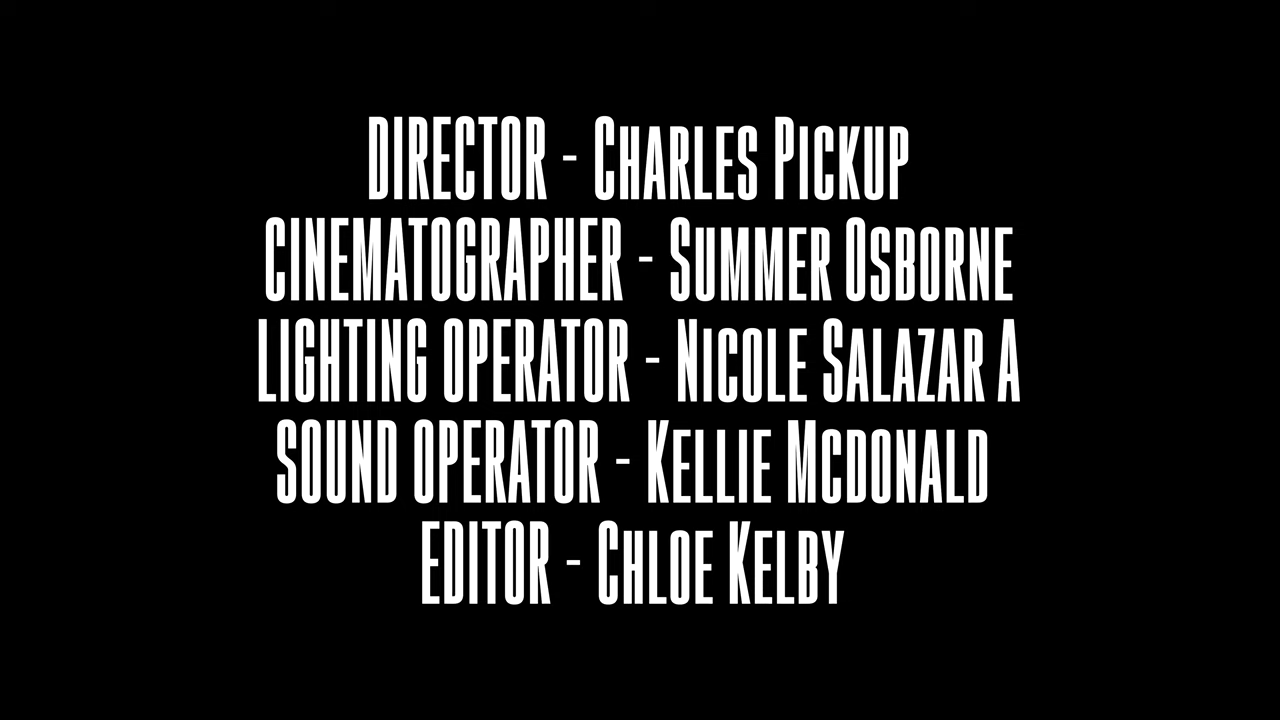 DIRECTOR - Charles Pickup
CINEMATOGRAPHER - Summer Osborne
LIGHTING OPERATOR - Nicole Salazar A
SOUND OPERATOR - Kellie Mcdonald
EDITOR - Chloe Kelby